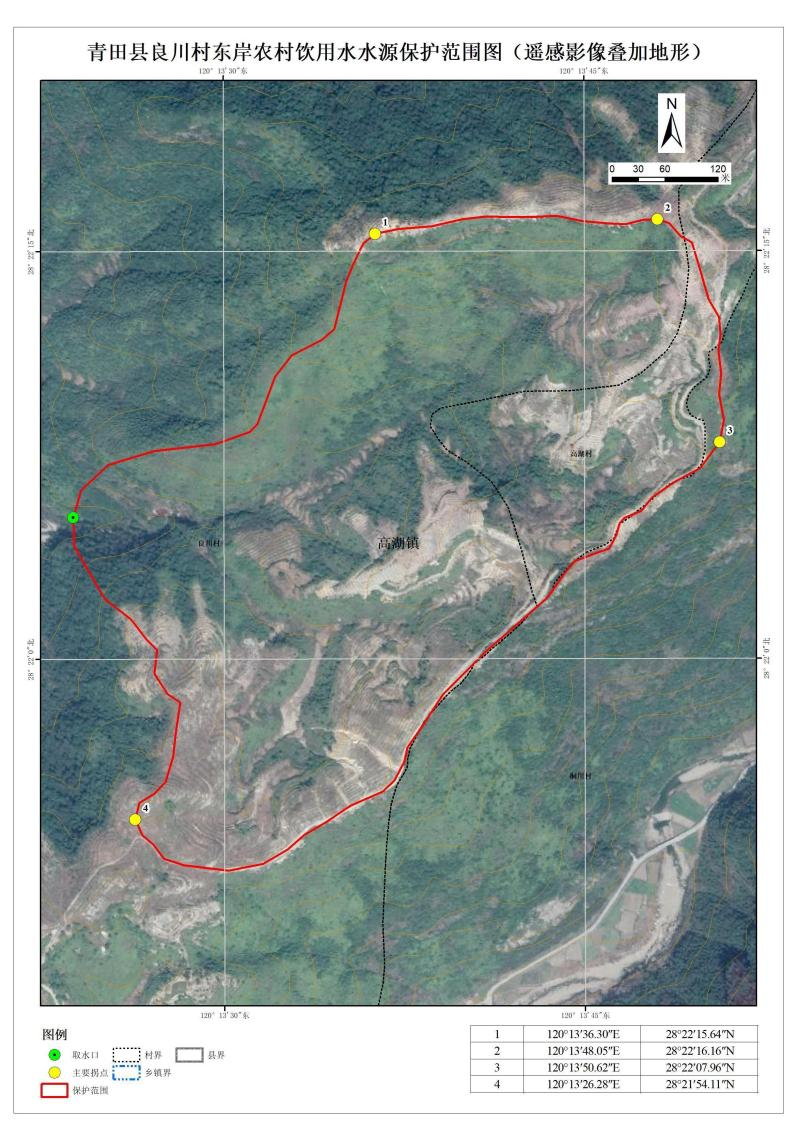 青田县良川村东岸农村饮用水水源保护范围图（遥感影像叠加地形）
120° 13′30″东
120° 13′45″东
N
0 30 60 120
米
1
2
28° 22′15″北
28° 22′15″北
3
高湖村
良川村
高湖镇
28° 22′0″北
28° 22′0″北
桐川村
4
120° 13′30″东
120° 13′45″东
图例
取水口 村界 县界
主要拐点 乡镇界
保护范围
1 120°13′36.30″E 28°22′15.64″N
2 120°13′48.05″E 28°22′16.16″N
3 120°13′50.62″E 28°22′07.96″N
4 120°13′26.28″E 28°21′54.11″N